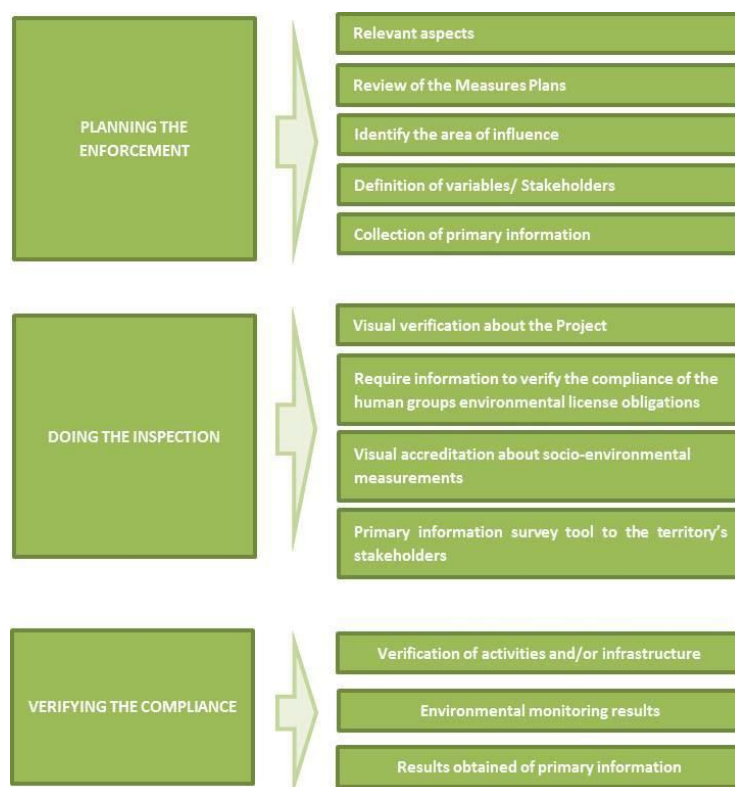 PLANNING THE
ENFORCEMENT
Relevant aspects
Review of the Measures Plans
Identify the area of influence
Definition of variables/ Stakeholders
Collection of primary information
DOING THE INSPECTION
Visual verification about the Project
Require information to verify the compliance of the
human groups environmental license obligations
Visual accreditation about socio-environmental
measurements
Primary information survey tool to the territory's
stakeholders
VERIFYING THE COMPLIANCE
Verification of activities and/or infrastructure
Environmental monitoring results
Results obtained of primary information